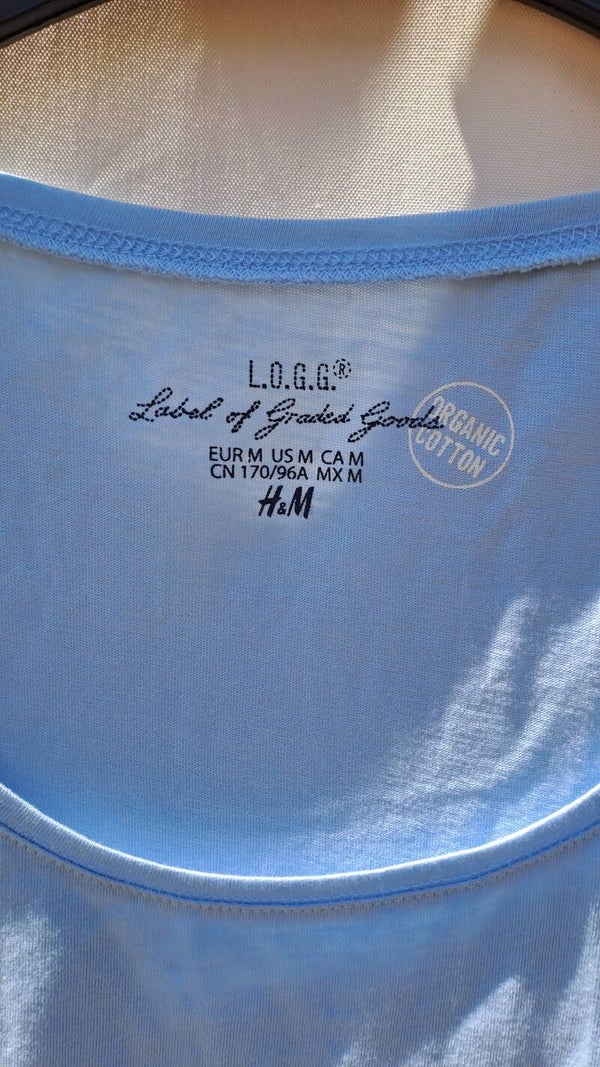 L.O.G.G.®
Label of Graded Goods
ORGANIC
COTTON
EUR M US M CA M
CN 170/96A MX M
H&M